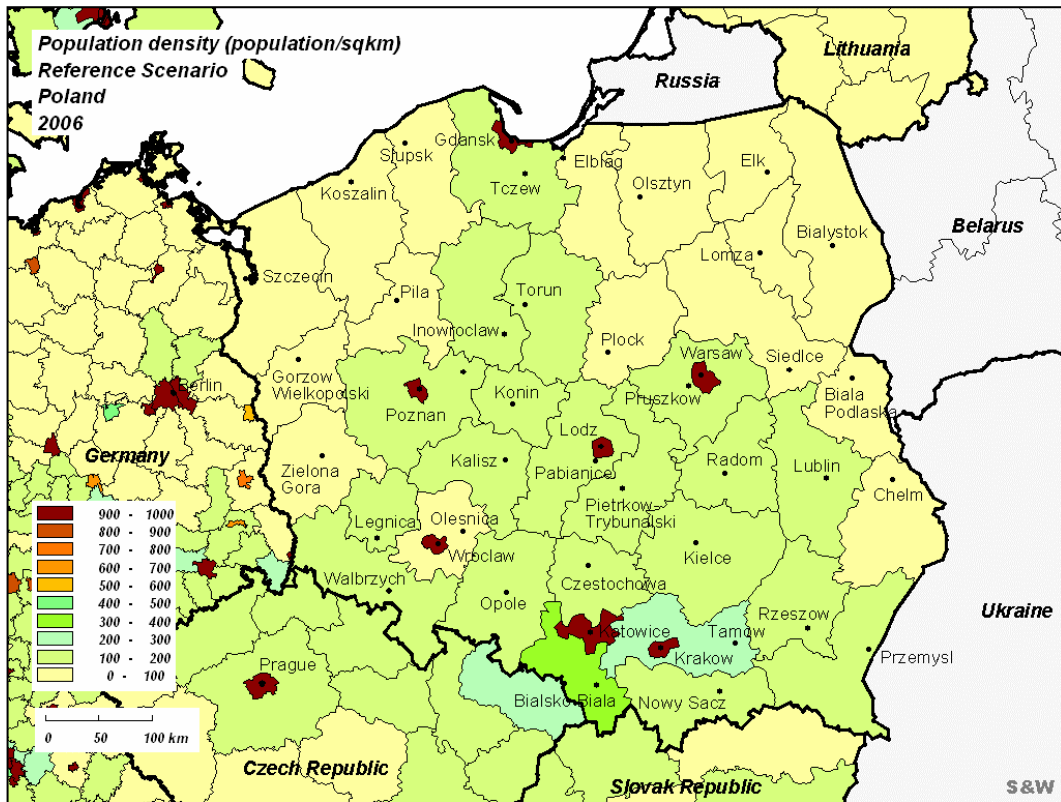 Population density (population/sqkm)
Reference Scenario
Poland
2006
Lithuania
Russia
Gdansk
Slupsk
Elblag
Elk
Koszalin
Tczew
Olsztyn
Belarus
Bialystok
Lomza
Szczecin
Pila
Torun
Inowroclaw
Plock
Warsaw
Siedlce
Gorzow
Wielkopolski
Berlin
Poznan
Konin
Pruszkow
Biala
Podlaska
Lodz
Germany
Zielona
Gora
Kalisz
Pabianice
Radom
Lublin
Chelm
Legnica
Olesnica
Pietrkow
Trybunalski
Wroclaw
Kielce
Walbrzych
Czestochowa
Opole
Rzeszow
Ukraine
Katowice
Tarnow
Krakow
Przemysl
Prague
Bialsko Biala
Nowy Sacz
900 - 1000
800 - 900
700 - 800
600 - 700
500 - 600
400 - 500
300 - 400
200 - 300
100 - 200
0 - 100
0 50 100 km
Czech Republic
Slovak Republic
S&W